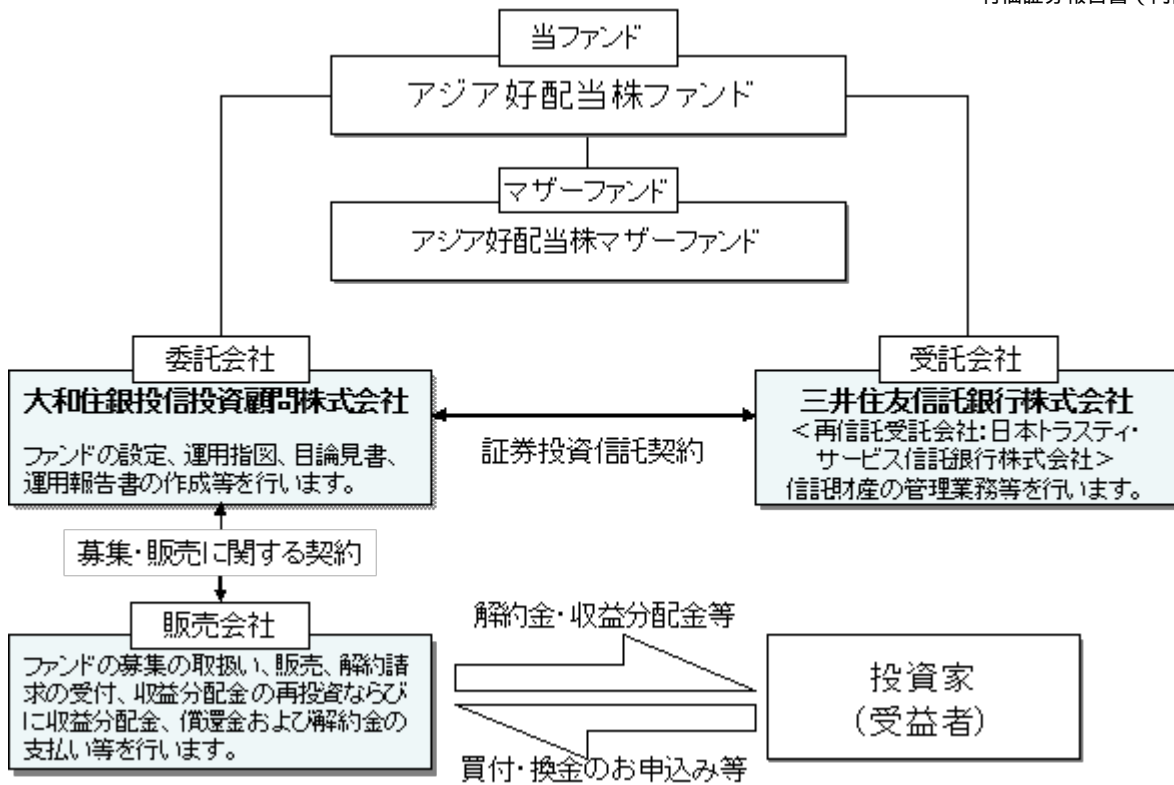 当ファンド
アジア好配当株ファンド
マザーファンド
アジア好配当株マザーファンド
委託会社
大和住銀投信投資顧問株式会社
ファンドの設定、運用指図、目論見書、
運用報告書の作成等を行います。
証券投資信託契約
受託会社
三井住友信託銀行株式会社
<再信託受託会社:日本トラスティ・
サービス信託銀行株式会社>
信託財産の管理業務等を行います。
募集・販売に関する契約
販売会社
ファンドの募集の取扱い、販売、解約請
求の受付、収益分配金の再投資ならび
に収益分配金、償還金および解約金の
支払い等を行います。
解約金・収益分配金等
買付・換金のお申込み等
投資家
(受益者)